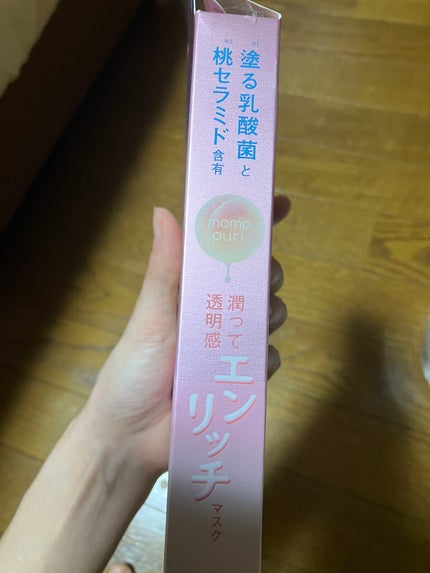 塗る乳酸菌と
桃セラミド含有
momo
puri
潤って
透明感
エン
リッチ
マスク